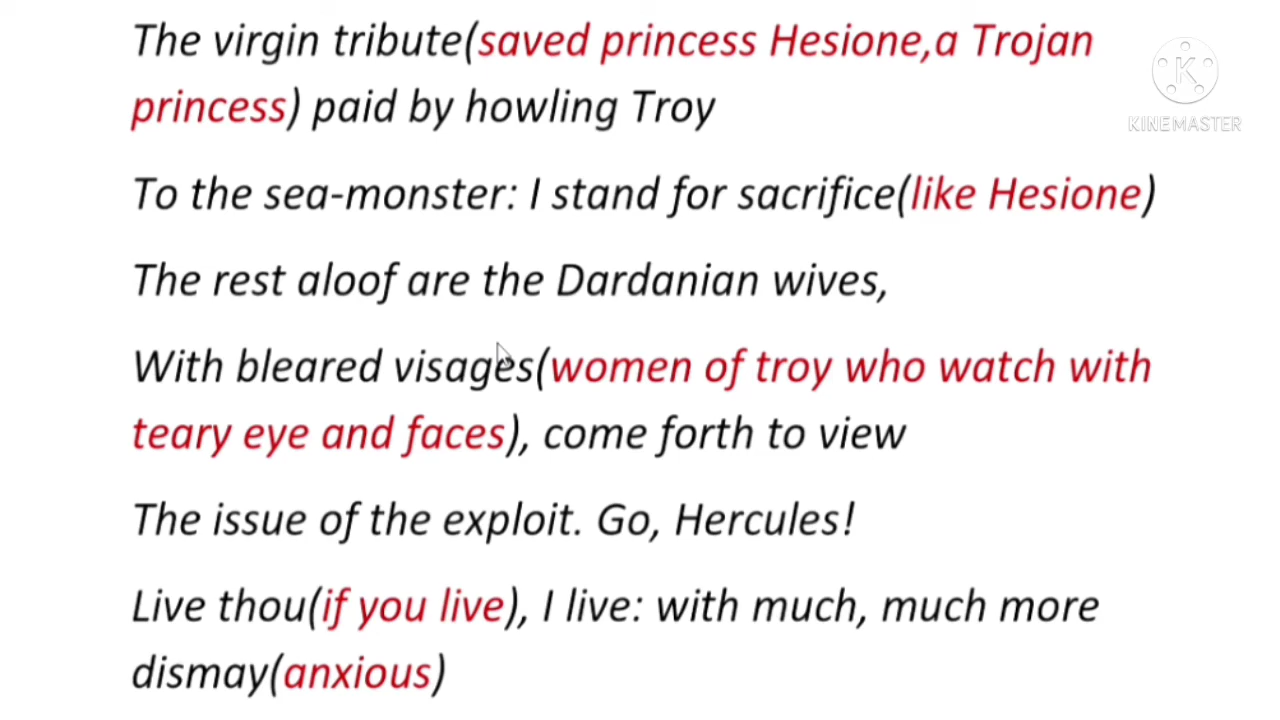 The virgin tribute(saved princess Hesione,a Trojan
princess) paid by howling Troy
To the sea-monster: I stand for sacrifice(like Hesione)
The rest aloof are the Dardanian wives,
With bleared visages(women of troy who watch with
teary eye and faces), come forth to view
The issue of the exploit. Go, Hercules!
Live thou(if you live), I live: with much, much more
dismay(anxious)
K
KINEMASTER